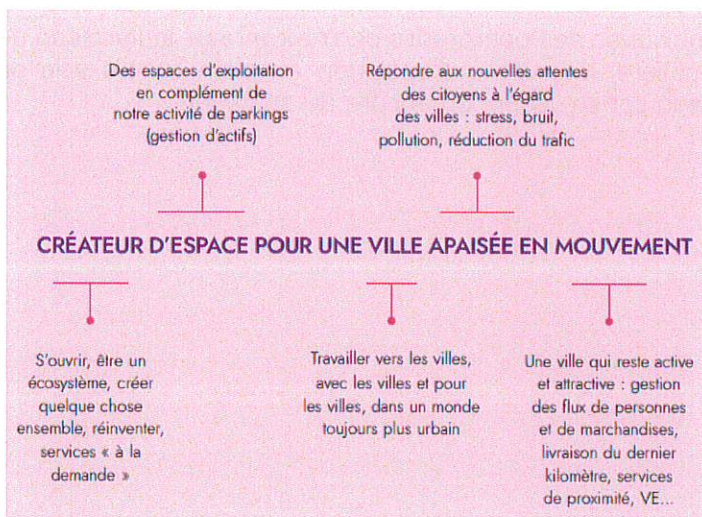 Des espaces d'exploitation
en complément de
notre activité de parkings
(gestion d'actifs)
Répondre aux nouvelles attentes
des citoyens à l'égard
des villes : stress, bruit,
pollution, réduction du trafic
CRÉATEUR D'ESPACE POUR UNE VILLE APAISÉE EN MOUVEMENT
S'ouvrir, être un
écosystème, créer
quelque chose
ensemble, réinventer,
services « à la
demande »
Travailler vers les villes,
avec les villes et pour
les villes, dans un monde
toujours plus urbain
Une ville qui reste active
et attractive : gestion
des flux de personnes
et de marchandises,
livraison du dernier
kilomètre, services
de proximité, VE...